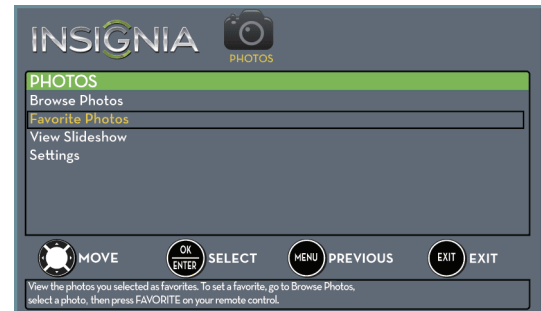 INSIGNIA
PHOTOS
PHOTOS
Browse Photos
Favorite Photos
View Slideshow
Settings
MOVE OK ENTER SELECT MENU PREVIOUS EXIT EXIT
View the photos you selected as favorites. To set a favorite, go to Browse Photos,
select a photo, then press FAVORITE on your remote control.